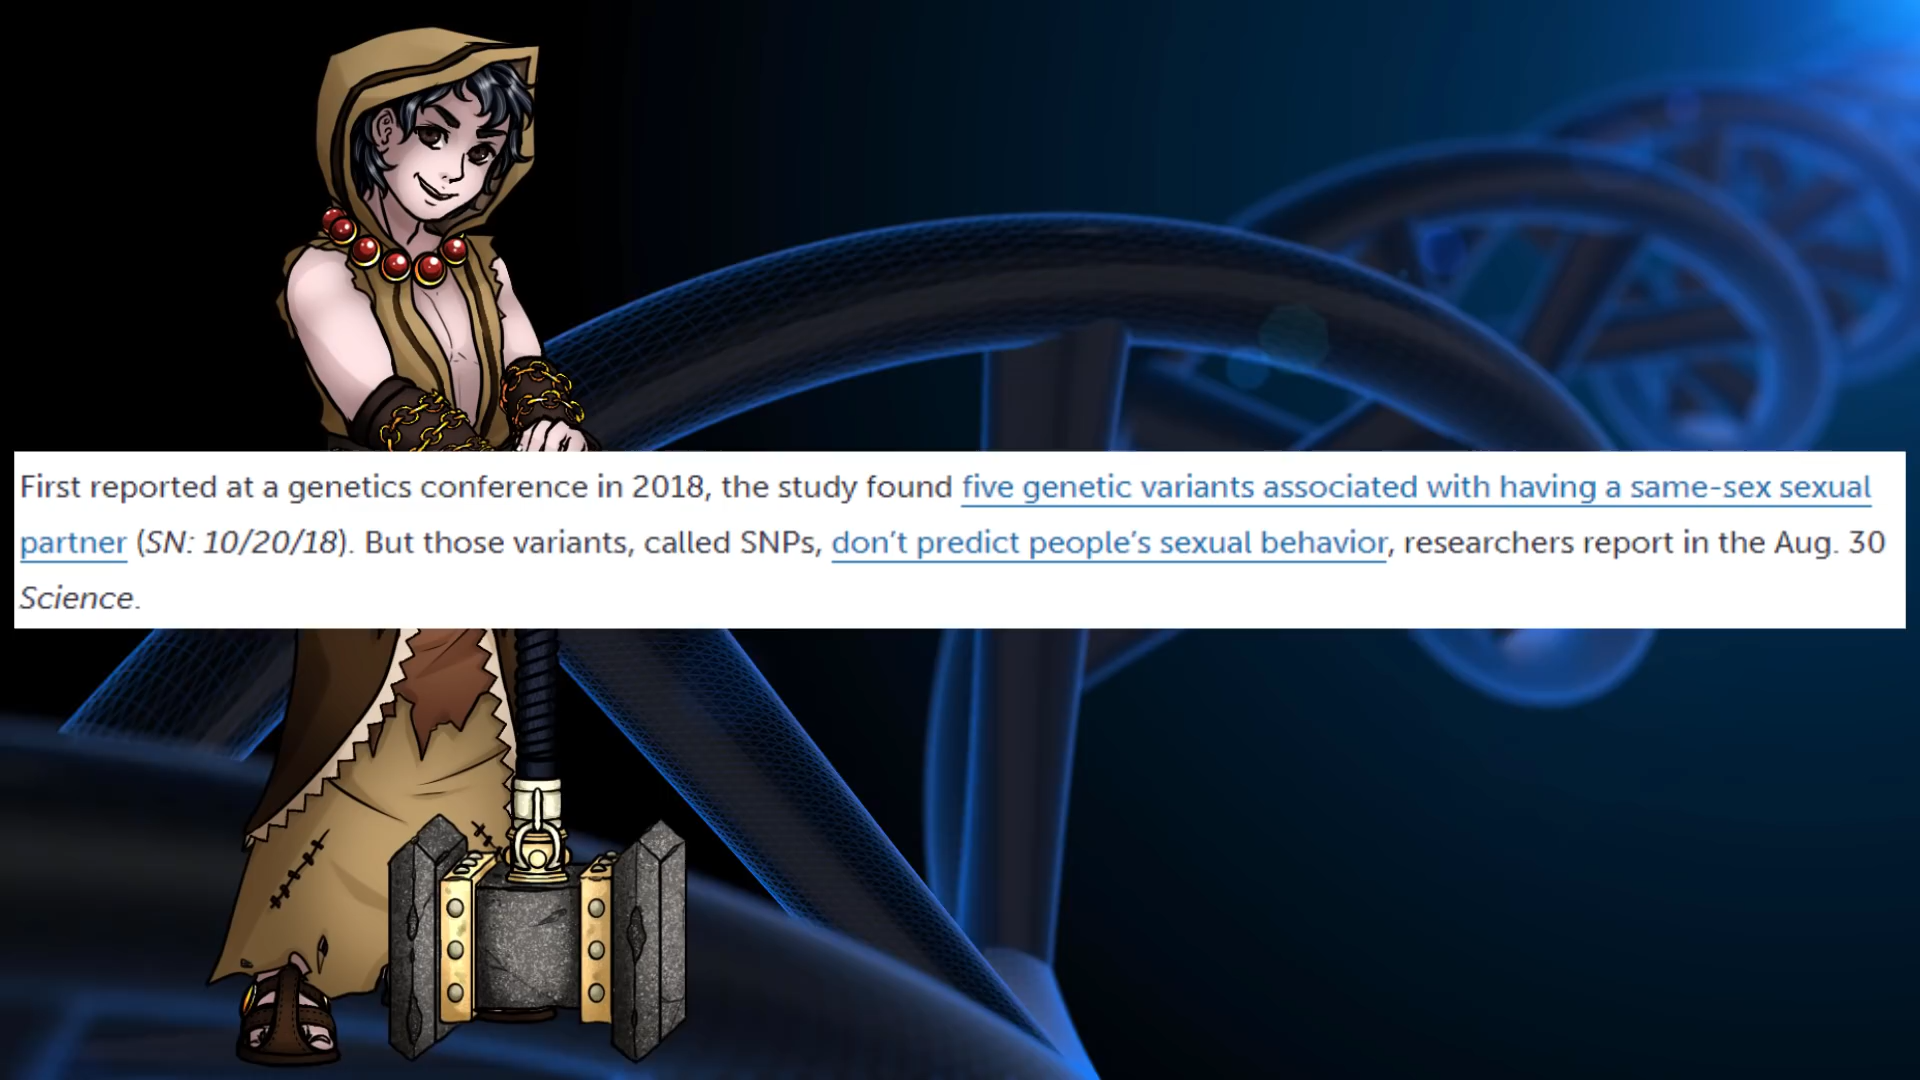 First reported at a genetics conference in 2018, the study found five genetic variants associated with having a same-sex sexual
partner (SN: 10/20/18). But those variants, called SNPs, don’t predict people’s sexual behavior, researchers report in the Aug. 30
Science.